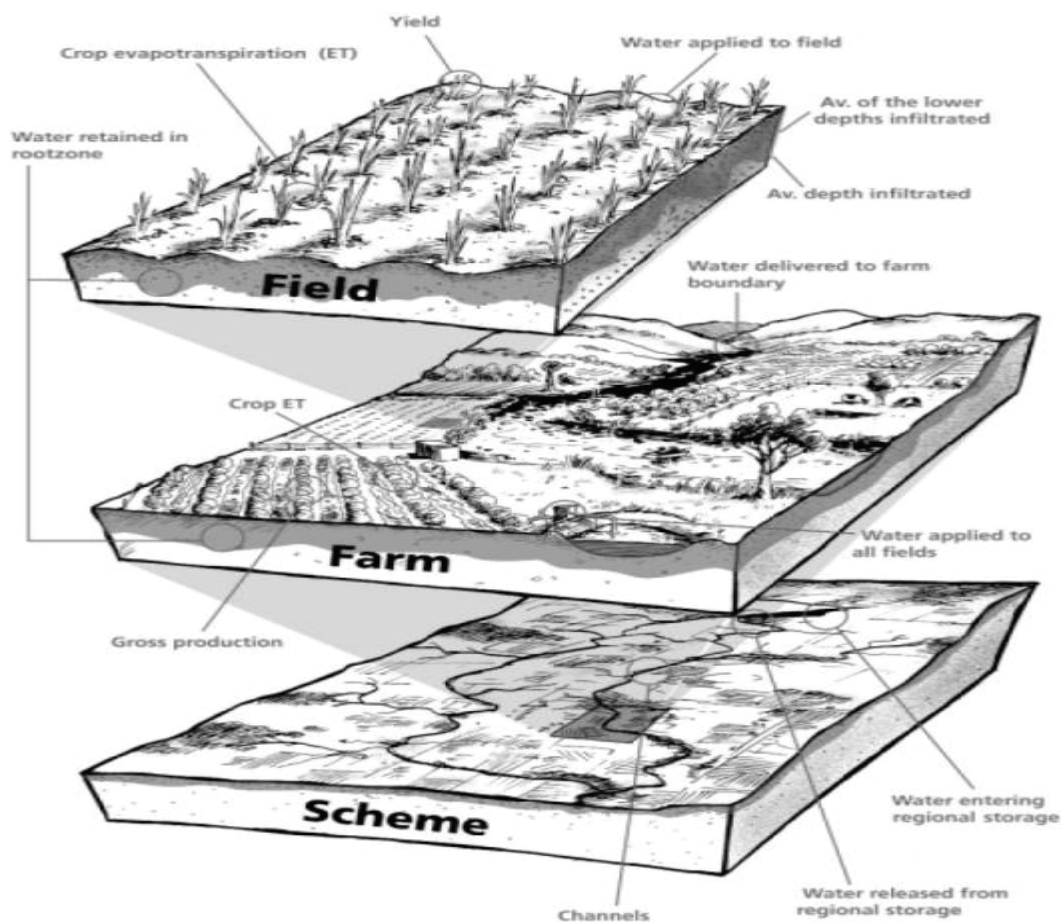 Yield
Crop evapotranspiration (ET)
Water applied to field
Av. of the lower
depths infiltrated
Water retained in
rootzone
Av. depth infiltrated
Field
Water delivered to farm
boundary
Crop ET
Water applied to
all fields
Farm
Gross production
Scheme
Water entering
regional storage
Water released from
regional storage
Channels